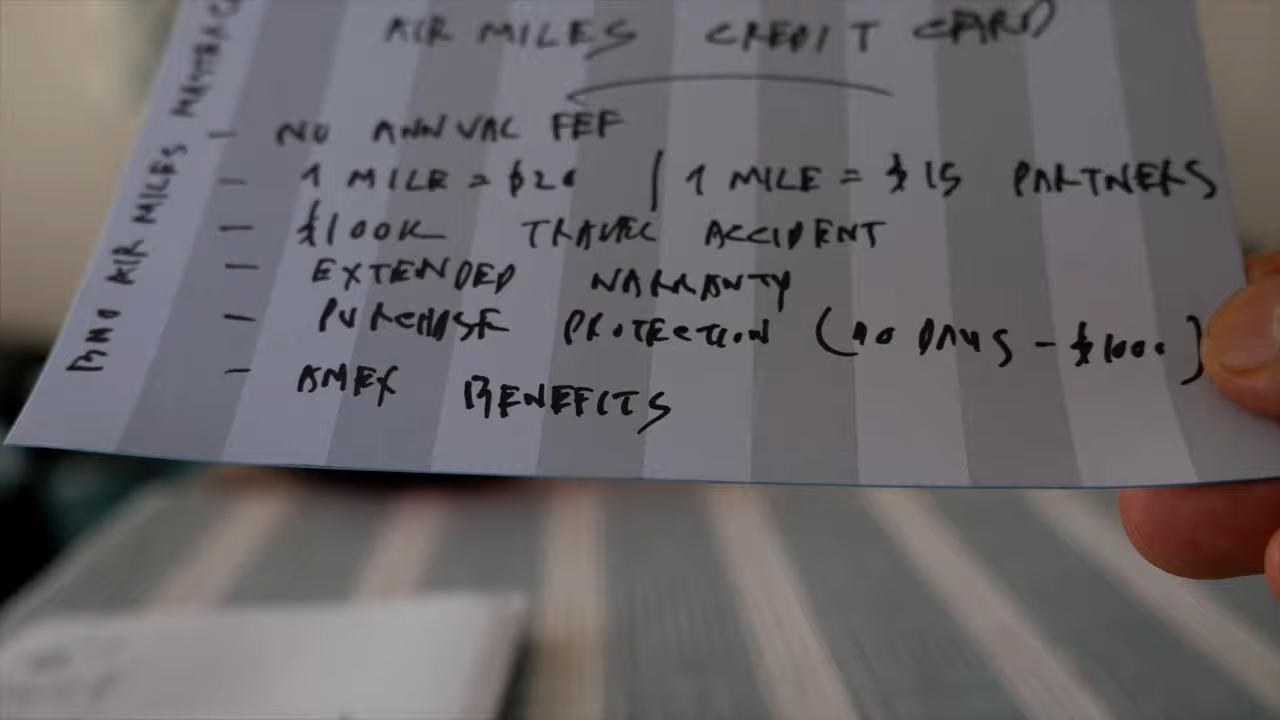 AIR MILES CREDIT CARD
- NO ANNUAL FEE
- 1 MILE = $20 | 1 MILE = $15 PARTNERS
- $100K TRAVEL ACCIDENT
- EXTENDED WARRANTY
- PURCHASE PROTECTION (90 DAYS - $1000)
- AMEX BENEFITS
BMO AIR MILES